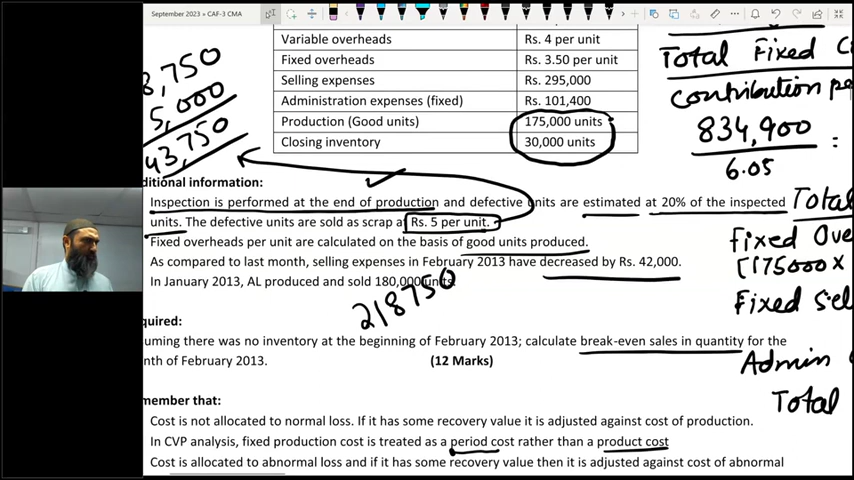 September 2023 » CAF-3 CMA
Variable overheads Rs. 4 per unit
Fixed overheads Rs. 3.50 per unit
Selling expenses Rs. 295,000
Administration expenses (fixed) Rs. 101,400
Production (Good units) 175,000 units
Closing inventory 30,000 units
8,750
5,000
43,750
Total Fixed C
contribution pe
834,900 =
6.05
ditional information:
Inspection is performed at the end of production and defective units are estimated at 20% of the inspected
units. The defective units are sold as scrap at Rs. 5 per unit.
Fixed overheads per unit are calculated on the basis of good units produced.
As compared to last month, selling expenses in February 2013 have decreased by Rs. 42,000.
In January 2013, AL produced and sold 180,000 units.
218750
Total
Fixed Ove
[175000 x
Fixed Sel
Admin
Total
quired:
suming there was no inventory at the beginning of February 2013; calculate break-even sales in quantity for the
nth of February 2013. (12 Marks)
member that:
Cost is not allocated to normal loss. If it has some recovery value it is adjusted against cost of production.
In CVP analysis, fixed production cost is treated as a period cost rather than a product cost
Cost is allocated to abnormal loss and if it has some recovery value then it is adjusted against cost of abnormal